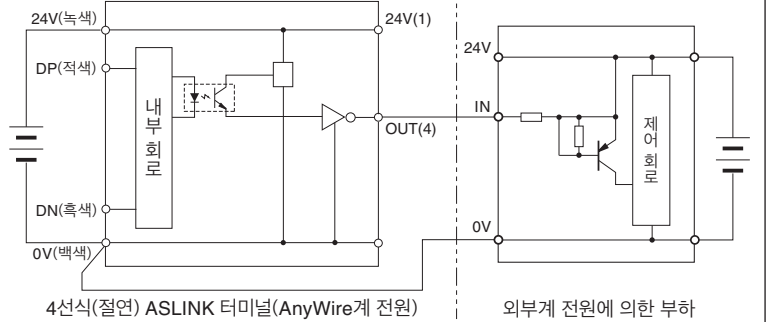 24V(녹색)
24V(1)
24V
DP(적색)
내부회로
IN
OUT(4)
제어회로
DN(흑색)
0V
0V(백색)
4선식(절연) ASLINK 터미널(AnyWire계 전원)
외부계 전원에 의한 부하